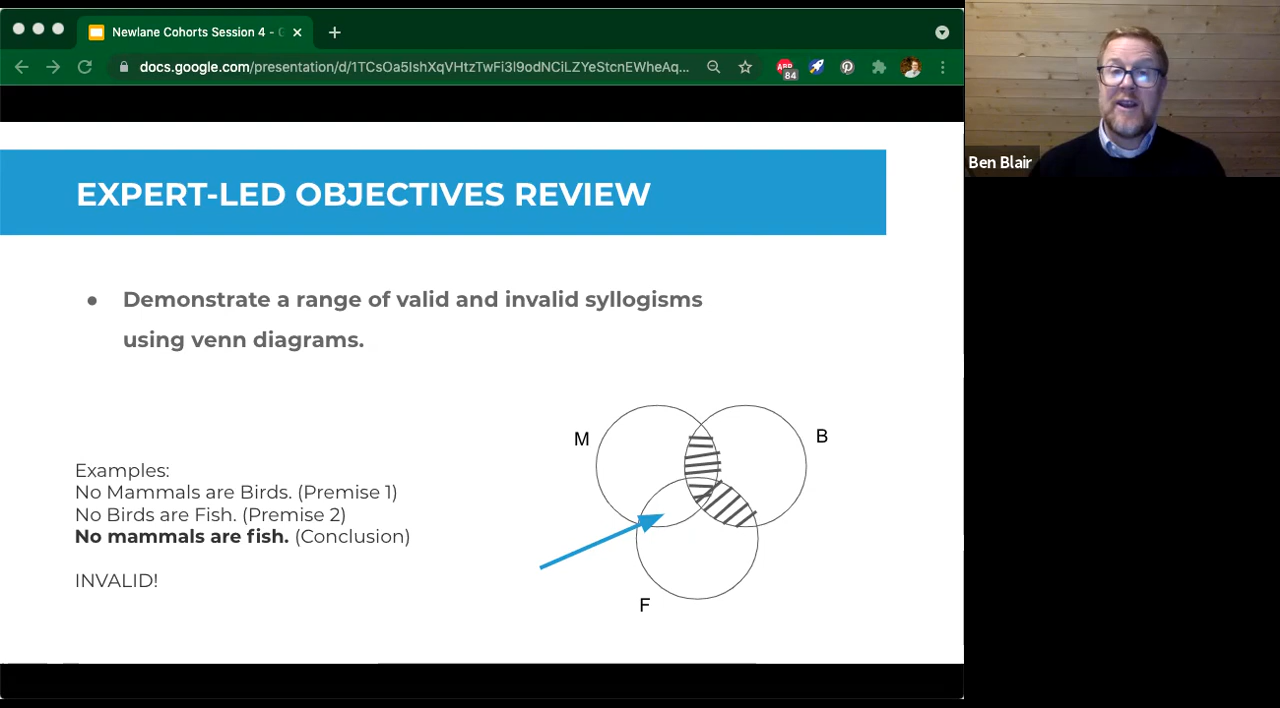 Newlane Cohorts Session 4 -
docs.google.com/presentation/d/1TCsOa5IshXqVHtzTwFi3l9odNCiLZYeStcnEWheAq...
84
Ben Blair
EXPERT-LED OBJECTIVES REVIEW
● Demonstrate a range of valid and invalid syllogisms
using venn diagrams.
M
B
Examples:
No Mammals are Birds. (Premise 1)
No Birds are Fish. (Premise 2)
No mammals are fish. (Conclusion)
INVALID!
F